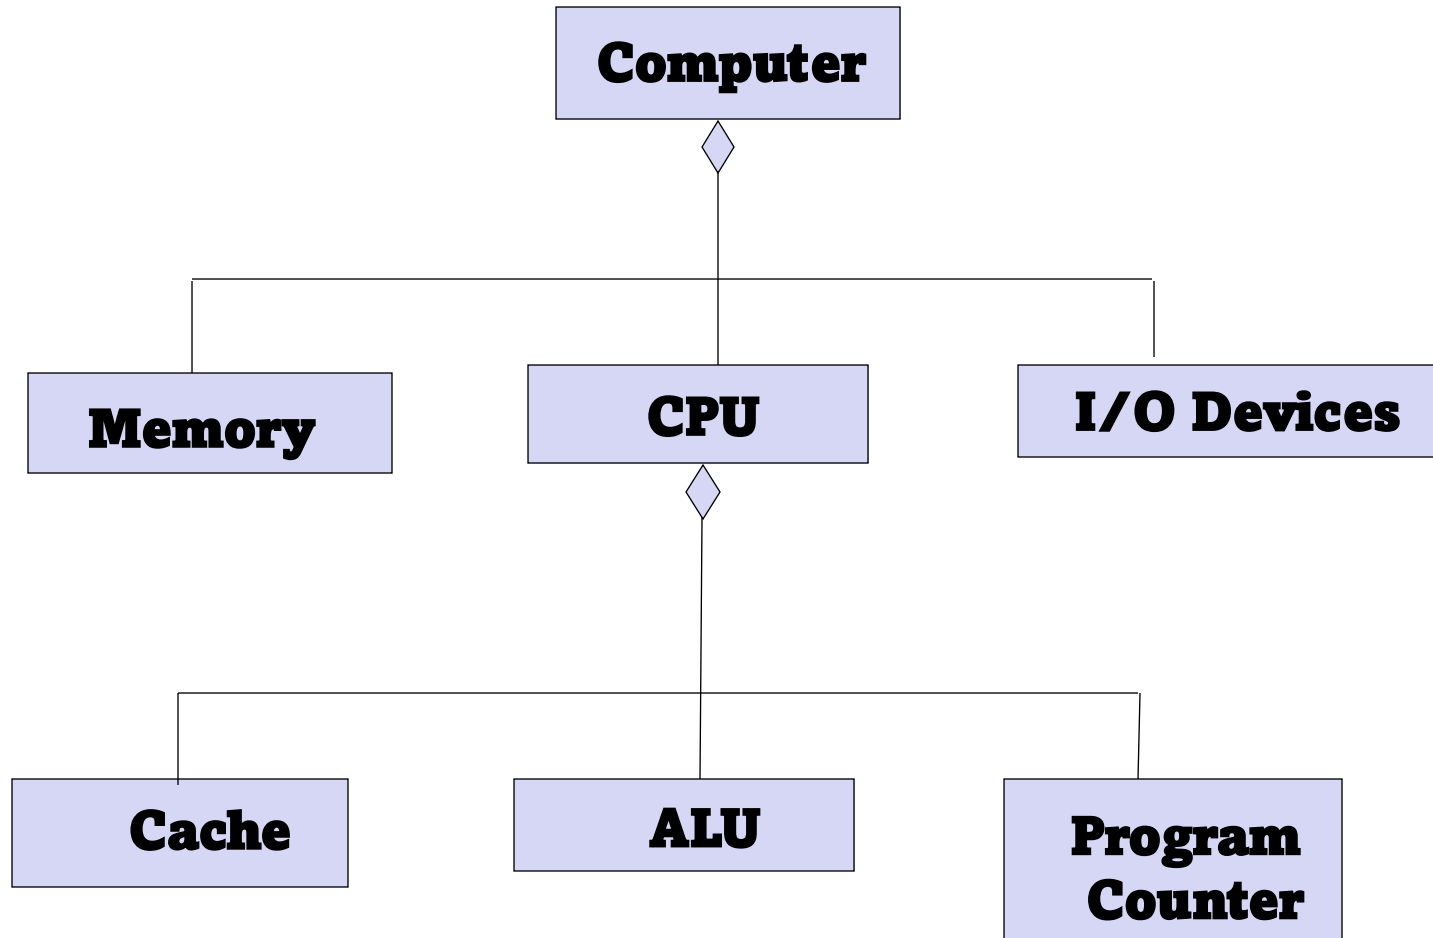 Computer
Memory
CPU
I/O Devices
Cache
ALU
Program
Counter